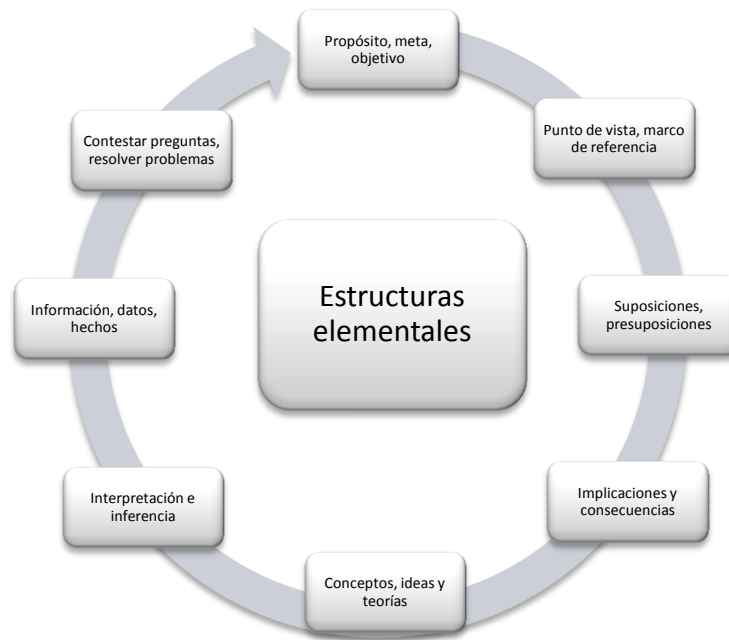 Propósito, meta,
objetivo
Punto de vista, marco
de referencia
Suposiciones,
presuposiciones
Implicaciones y
consecuencias
Conceptos, ideas y
teorías
Interpretación e
inferencia
Información, datos,
hechos
Contestar preguntas,
resolver problemas
Estructuras
elementales